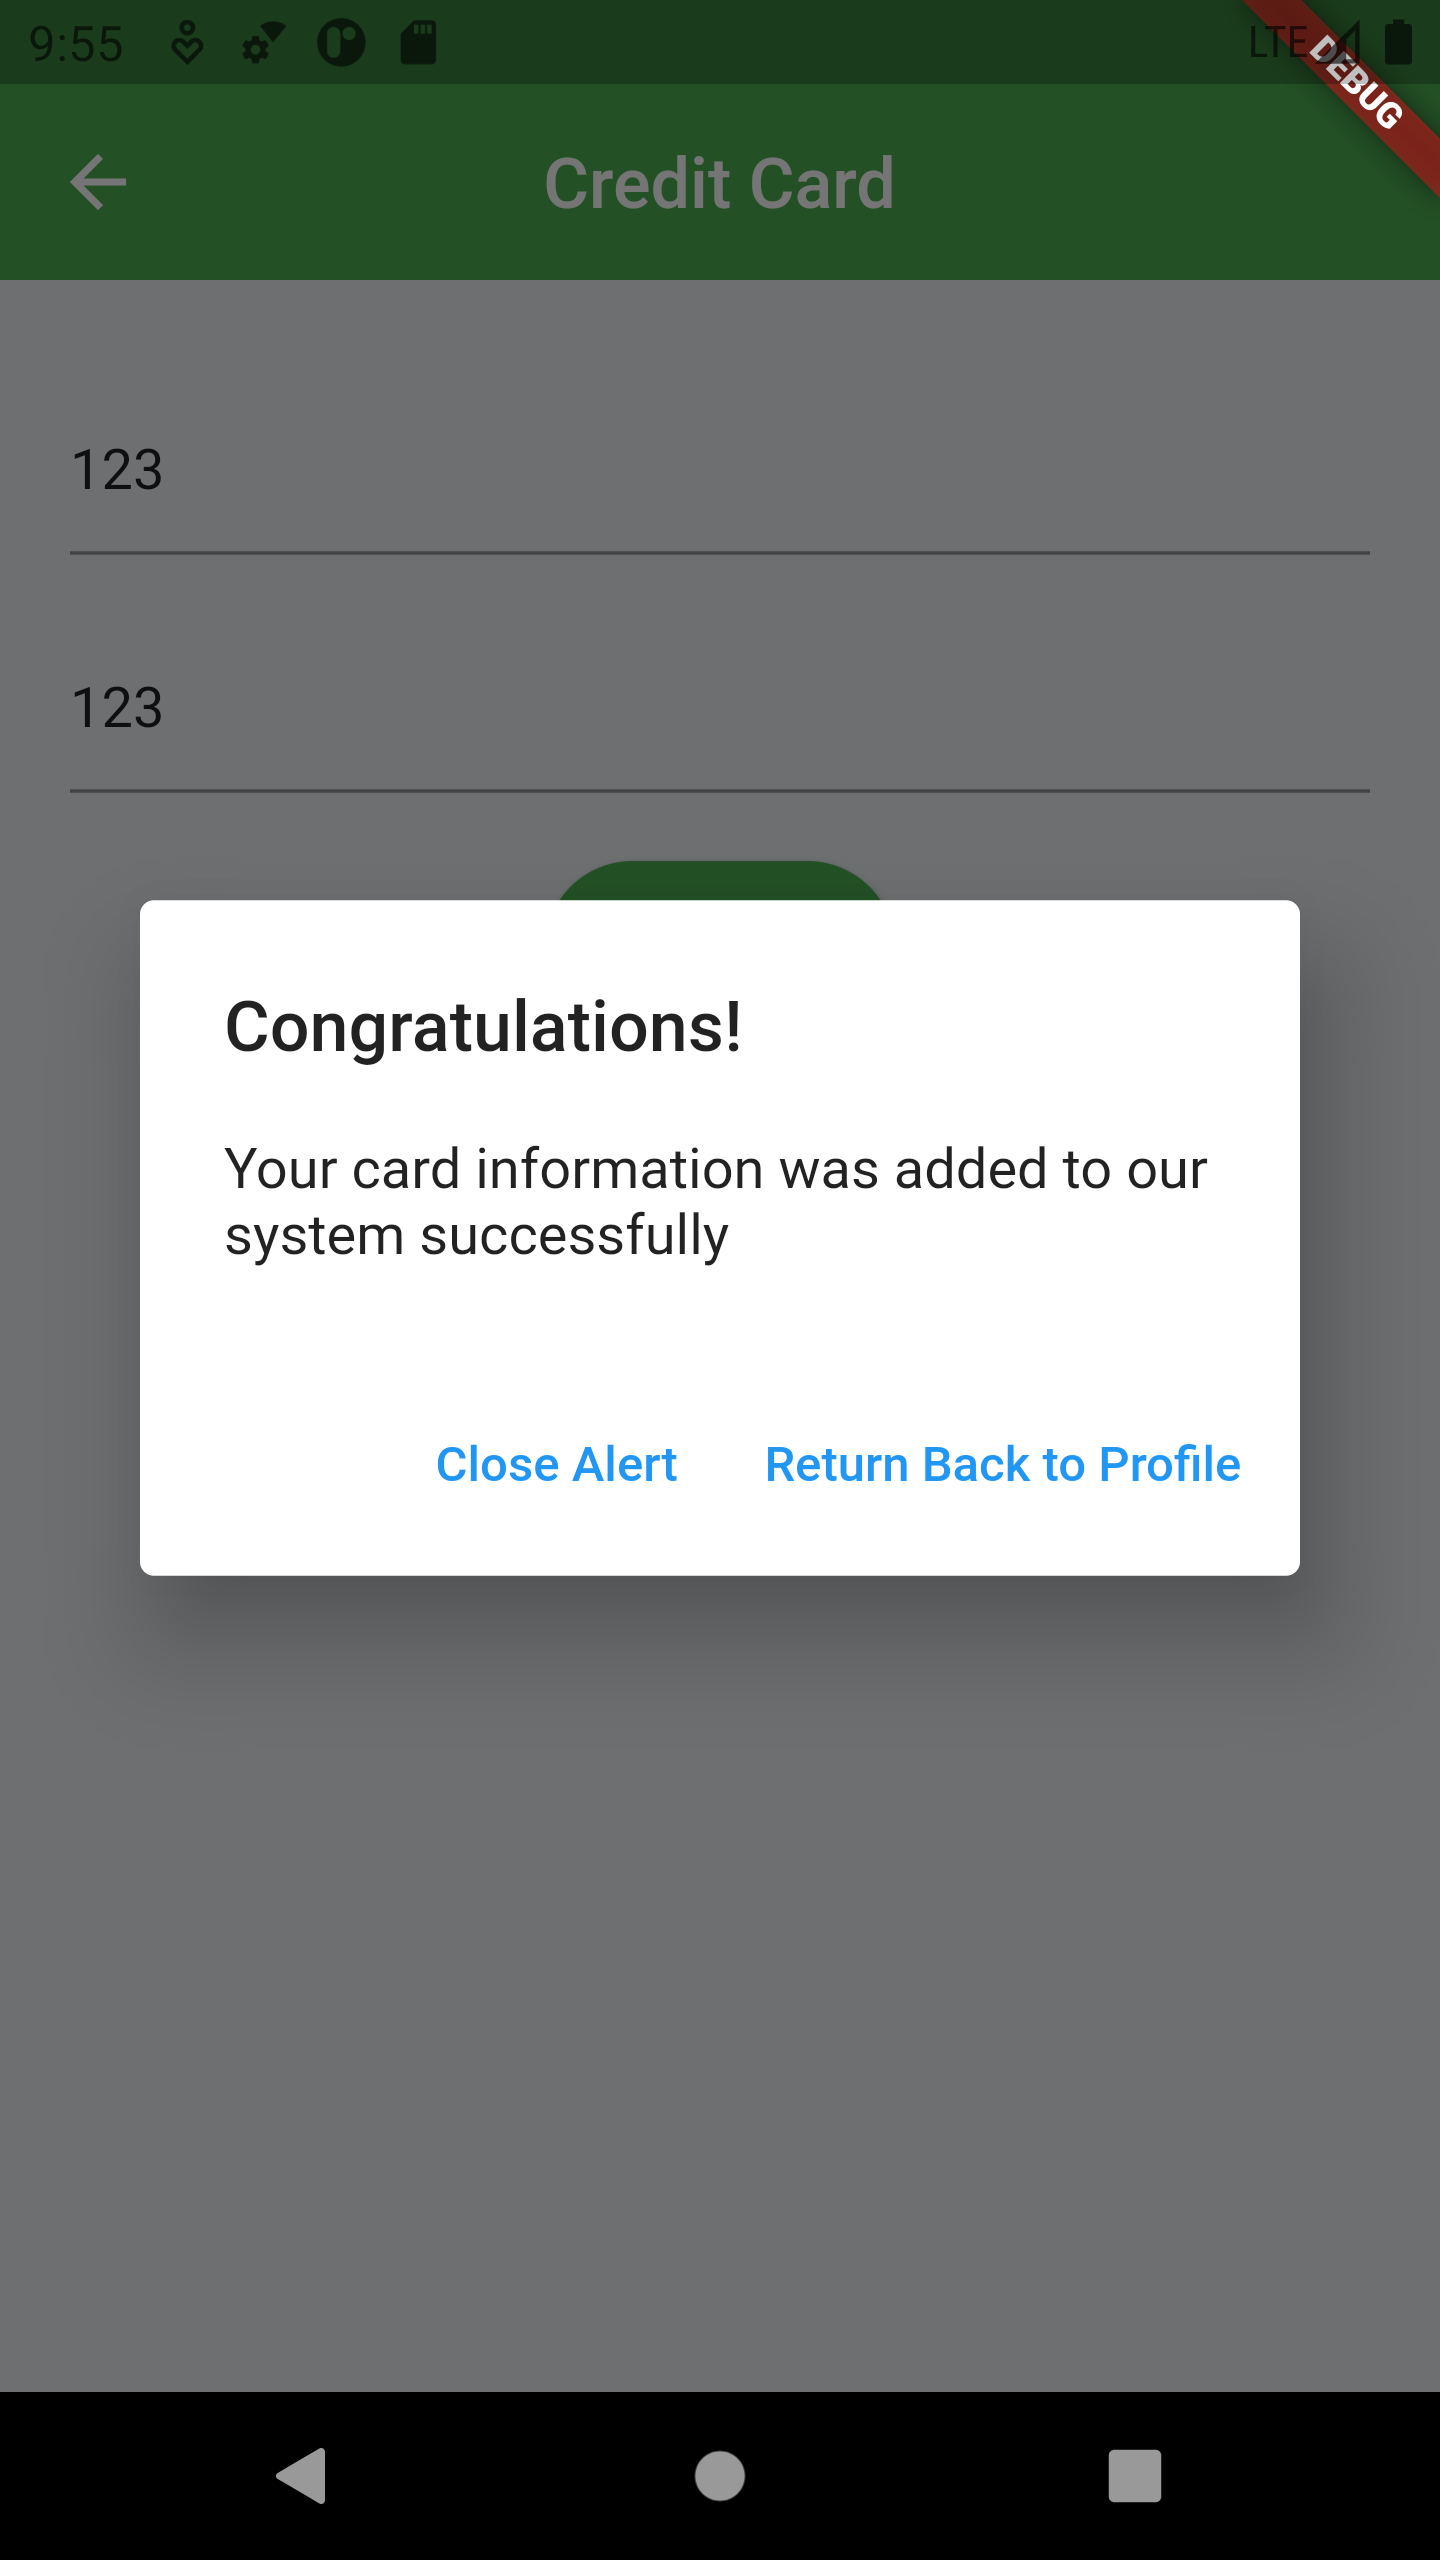 9:55
LTE
DEBUG
Credit Card
123
123
Congratulations!
Your card information was added to our
system successfully
Close Alert
Return Back to Profile